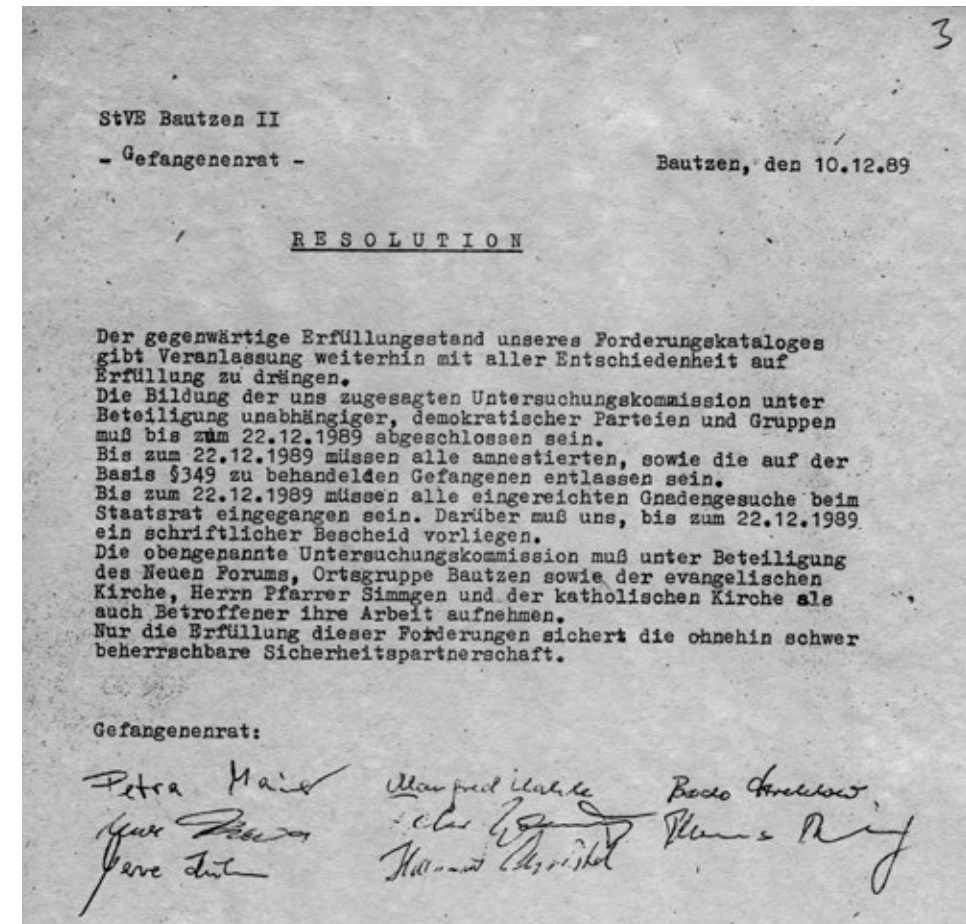 3
StVE Bautzen II
- Gefangenenrat -
Bautzen, den 10.12.89
RESOLUTION
Der gegenwärtige Erfüllungsstand unseres Forderungskataloges
gibt Veranlassung weiterhin mit aller Entschiedenheit auf
Erfüllung zu drängen.
Die Bildung der uns zugesagten Untersuchungskommission unter
Beteiligung unabhängiger, demokratischer Parteien und Gruppen
muß bis zum 22.12.1989 abgeschlossen sein.
Bis zum 22.12.1989 müssen alle amnestierten, sowie die auf der
Basis §349 zu behandelden Gefangenen entlassen sein.
Bis zum 22.12.1989 müssen alle eingereichten Gnadengesuche beim
Staatsrat eingegangen sein. Darüber muß uns, bis zum 22.12.1989
ein schriftlicher Bescheid vorliegen.
Die obengenannte Untersuchungskommission muß unter Beteiligung
des Neuen Forums, Ortsgruppe Bautzen sowie der evangelischen
Kirche, Herrn Pfarrer Simmgen und der katholischen Kirche als
auch Betroffener ihre Arbeit aufnehmen.
Nur die Erfüllung dieser Forderungen sichert die ohnehin schwer
beherrschbare Sicherheitspartnerschaft.
Gefangenenrat:
Petra Maier Manfred Bodo
Thomas